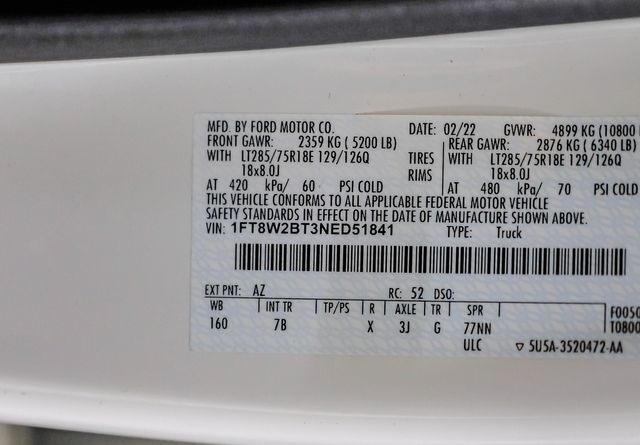 MFD. BY FORD MOTOR CO. DATE: 02/22 GVWR: 4899 KG (10800
FRONT GAWR: 2359 KG ( 5200 LB) REAR GAWR: 2876 KG ( 6340 LB)
WITH LT285/75R18E 129/126Q TIRES WITH LT285/75R18E 129/126Q
18x8.0J RIMS 18x8.0J
AT 420 kPa/ 60 PSI COLD AT 480 kPa/ 70 PSI COLD
THIS VEHICLE CONFORMS TO ALL APPLICABLE FEDERAL MOTOR VEHICLE
SAFETY STANDARDS IN EFFECT ON THE DATE OF MANUFACTURE SHOWN ABOVE.
VIN: 1FT8W2BT3NED51841 TYPE: Truck
EXT PNT: AZ RC: 52 DSO:
WB INT TR TP/PS R AXLE TR SPR F0050
160 7B X 3J G 77NN T0800
ULC ▽ 5U5A-3520472-AA